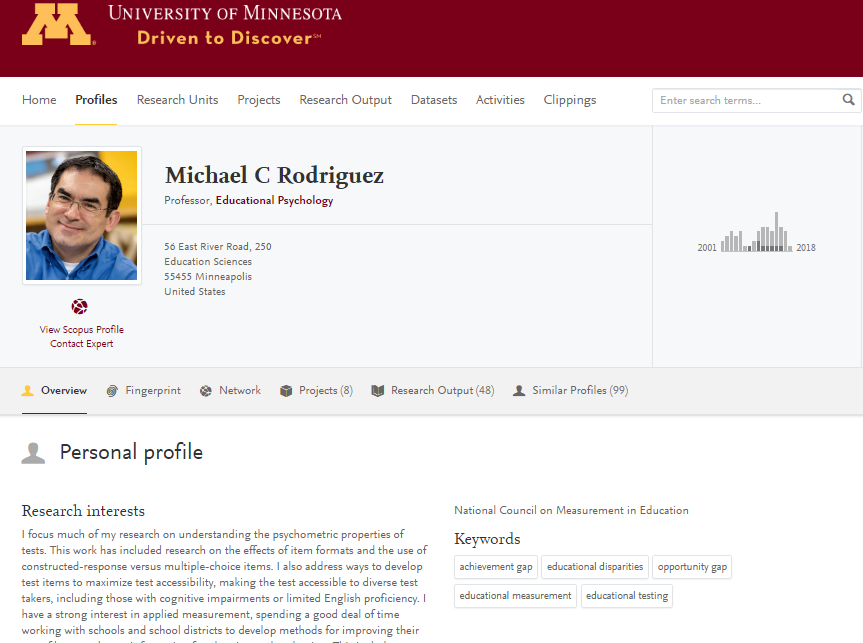 UNIVERSITY OF MINNESOTA
Driven to Discover℠
Home Profiles Research Units Projects Research Output Datasets Activities Clippings Enter search terms...
Michael C Rodriguez
Professor, Educational Psychology
56 East River Road, 250
Education Sciences
55455 Minneapolis
United States
2001 2018
View Scopus Profile
Contact Expert
Overview Fingerprint Network Projects (8) Research Output (48) Similar Profiles (99)
Personal profile
Research interests
I focus much of my research on understanding the psychometric properties of
tests. This work has included research on the effects of item formats and the use of
constructed-response versus multiple-choice items. I also address ways to develop
test items to maximize test accessibility, making the test accessible to diverse test
takers, including those with cognitive impairments or limited English proficiency. I
have a strong interest in applied measurement, spending a good deal of time
working with schools and school districts to develop methods for improving their
National Council on Measurement in Education
Keywords
achievement gap educational disparities opportunity gap
educational measurement educational testing